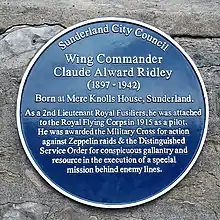 Sunderland City Council
Wing Commander
Claude Alward Ridley
(1897 - 1942)
Born at Mere Knolls House, Sunderland.
As a 2nd Lieutenant Royal Fusiliers, he was attached
to the Royal Flying Corps in 1915 as a pilot.
He was awarded the Military Cross for action
against Zeppelin raids & the Distinguished
Service Order for conspicuous gallantry and
resource in the execution of a special
mission behind enemy lines.